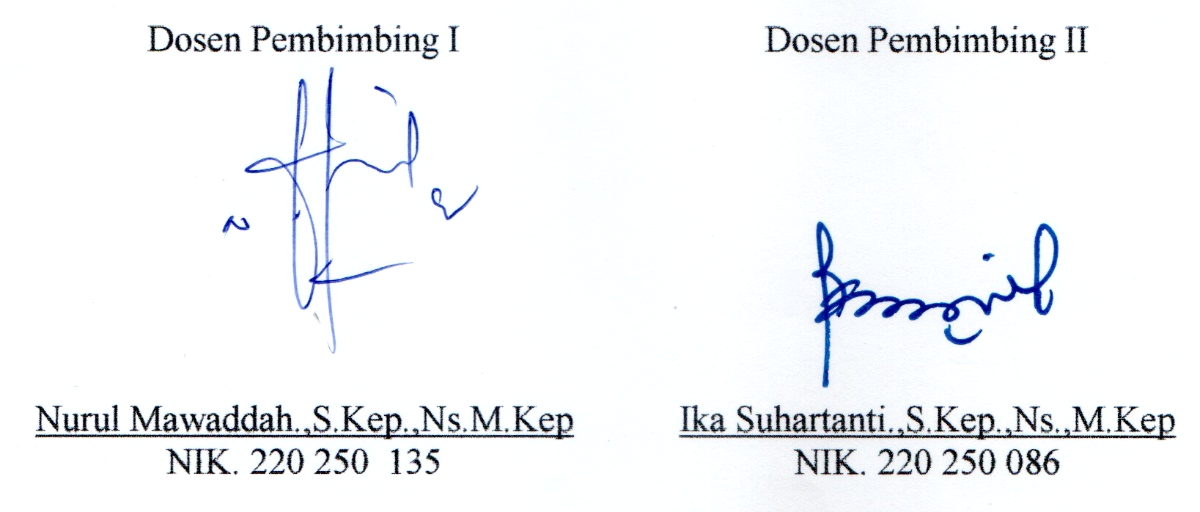 Dosen Pembimbing I
Dosen Pembimbing II
Nurul Mawaddah.,S.Kep.,Ns.M.Kep
NIK. 220 250  135
Ika Suhartanti.,S.Kep.,Ns.,M.Kep
NIK. 220 250 086